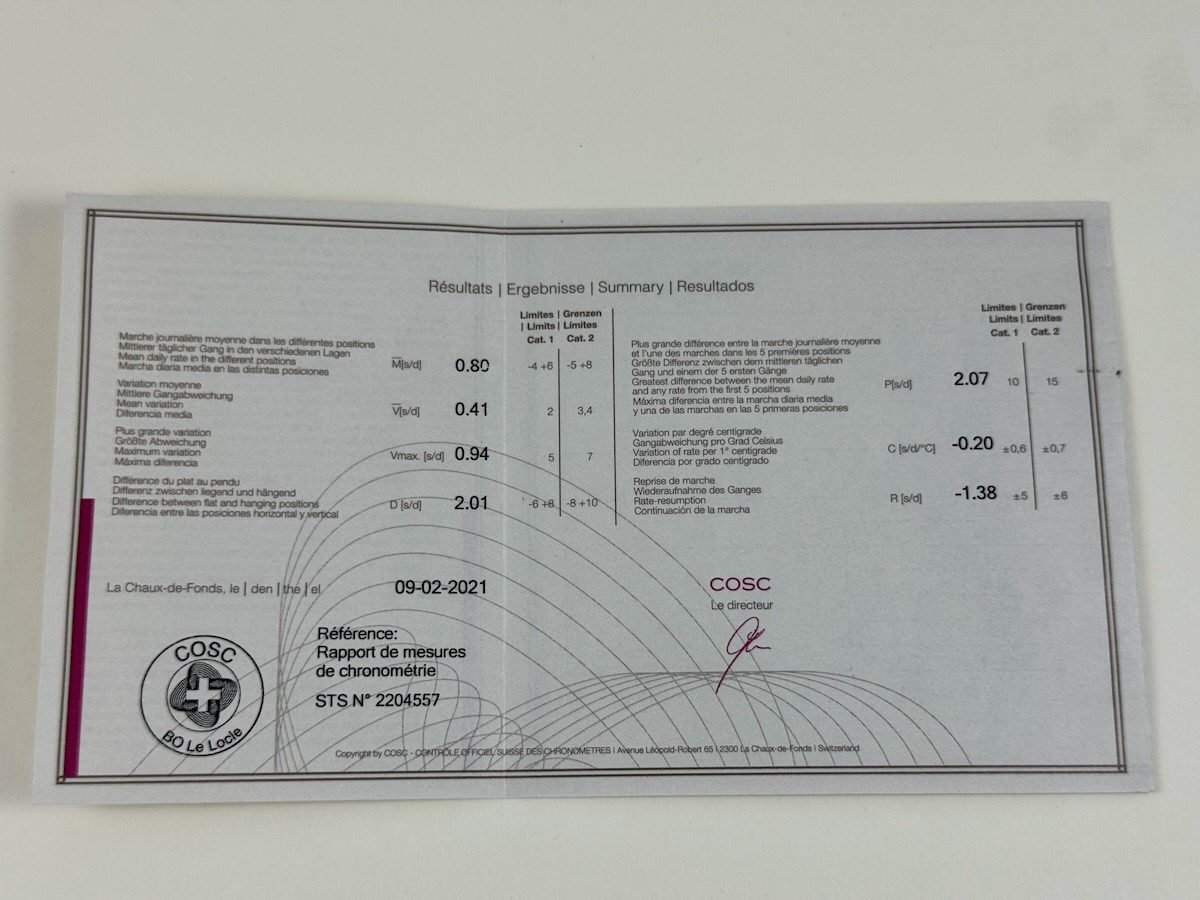 Résultats | Ergebnisse | Summary | Resultados
Limites | Grenzen
| Limits | Límites
Cat. 1 Cat. 2
Marche journalière moyenne dans les différentes positions
Mittlerer täglicher Gang in den verschiedenen Lagen
Mean daily rate in the different positions
Marcha diaria media en las distintas posiciones
M̅[s/d] 0.80 -4 +6 -5 +8
Variation moyenne
Mittlere Gangabweichung
Mean variation
Diferencia media
V̅[s/d] 0.41 2 3,4
Plus grande variation
Größte Abweichung
Maximum variation
Máxima diferencia
Vmax. [s/d] 0.94 5 7
Différence du plat au pendu
Differenz zwischen liegend und hängend
Difference between flat and hanging positions
Diferencia entre las posiciones horizontal y vertical
D [s/d] 2.01 -6 +8 -8 +10
Limites | Grenzen
Limits | Límites
Cat. 1 Cat. 2
Plus grande différence entre la marche journalière moyenne
et l'une des marches dans les 5 premières positions
Größte Differenz zwischen dem mittleren täglichen
Gang und einem der 5 ersten Gänge
Greatest difference between the mean daily rate
and any rate from the first 5 positions
Máxima diferencia entre la marcha diaria media
y una de las marchas en las 5 primeras posiciones
P[s/d] 2.07 10 15
Variation par degré centigrade
Gangabweichung pro Grad Celsius
Variation of rate per 1° centigrade
Diferencia por grado centigrado
C [s/d/°C] -0.20 ±0,6 ±0,7
Reprise de marche
Wiederaufnahme des Ganges
Rate-resumption
Continuación de la marcha
R [s/d] -1.38 ±5 ±6
La Chaux-de-Fonds, le | den | the | el 09-02-2021
COSC
Le directeur
COSC
BO Le Locle
Référence:
Rapport de mesures
de chronométrie
STS N° 2204557
Copyright by COSC - CONTRÔLE OFFICIEL SUISSE DES CHRONOMETRES | Avenue Léopold-Robert 65 | 2300 La Chaux-de-Fonds | Switzerland